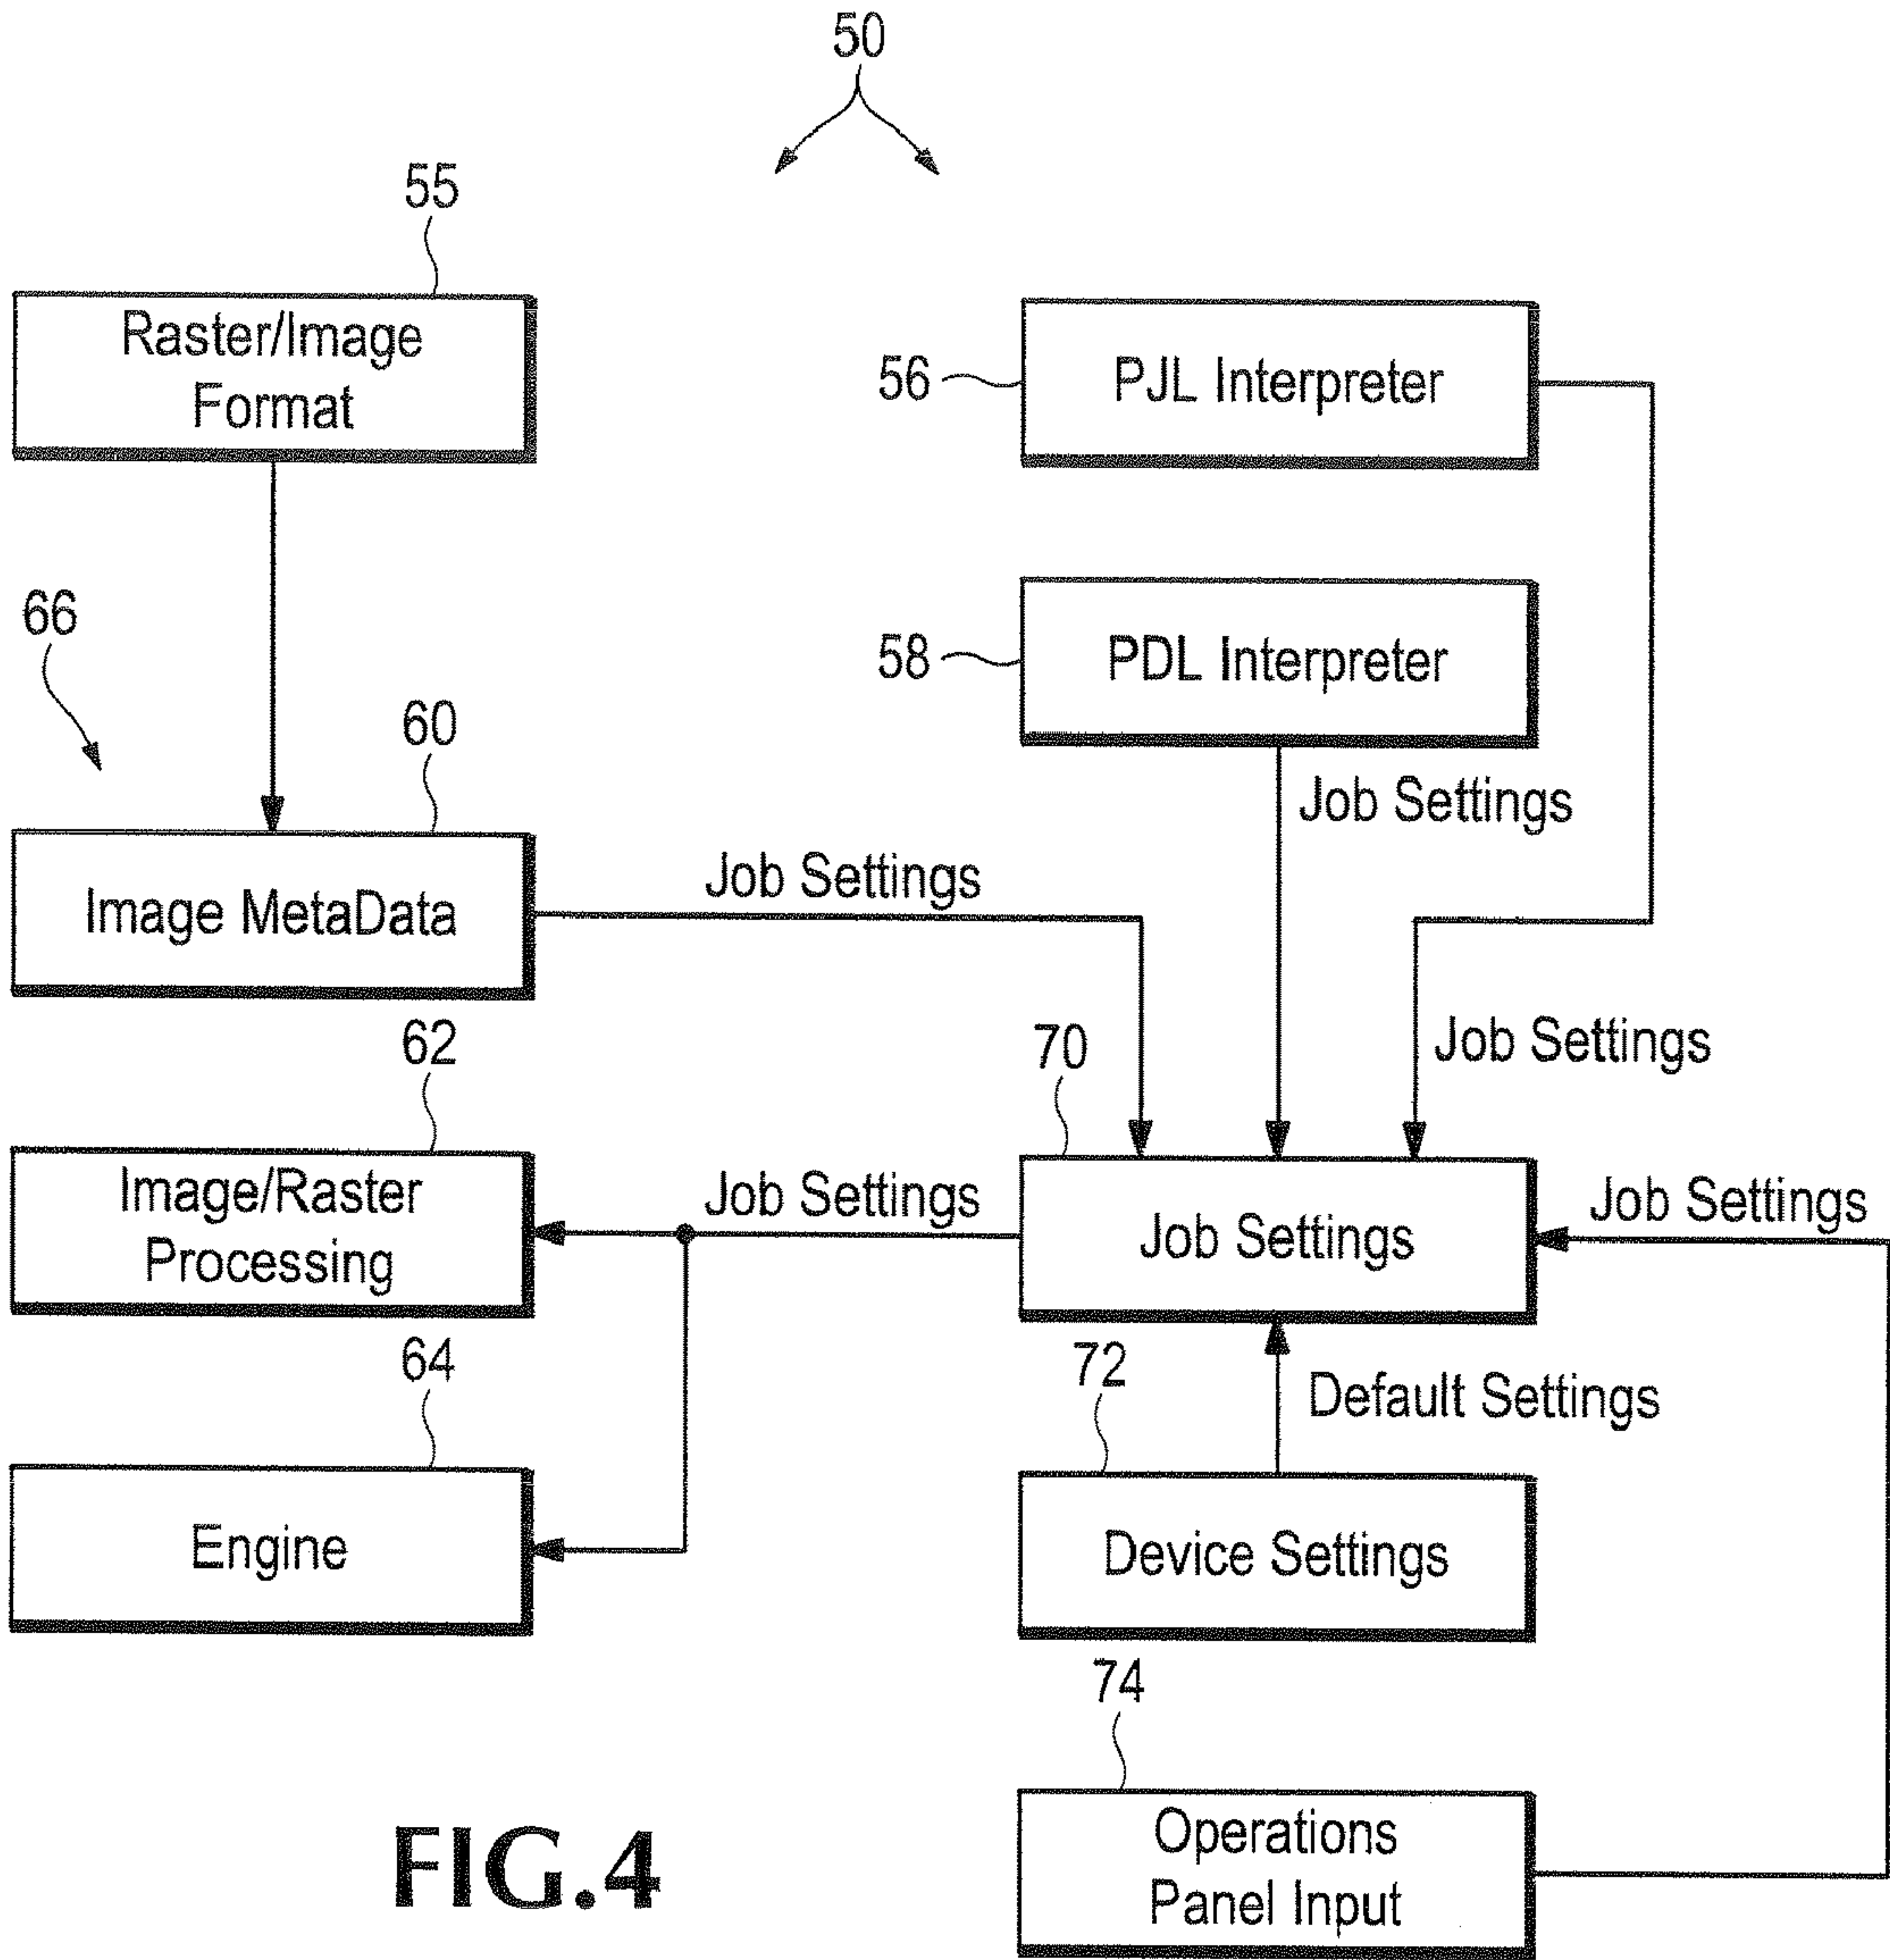 50
55
Raster/Image
Format
56
PJL Interpreter
58
PDL Interpreter
66
60
Job Settings
Image MetaData
Job Settings
62
70
Job Settings
Image/Raster
Processing
Job Settings
Job Settings
Job Settings
64
72
Default Settings
Engine
Device Settings
74
Operations
Panel Input
FIG.4